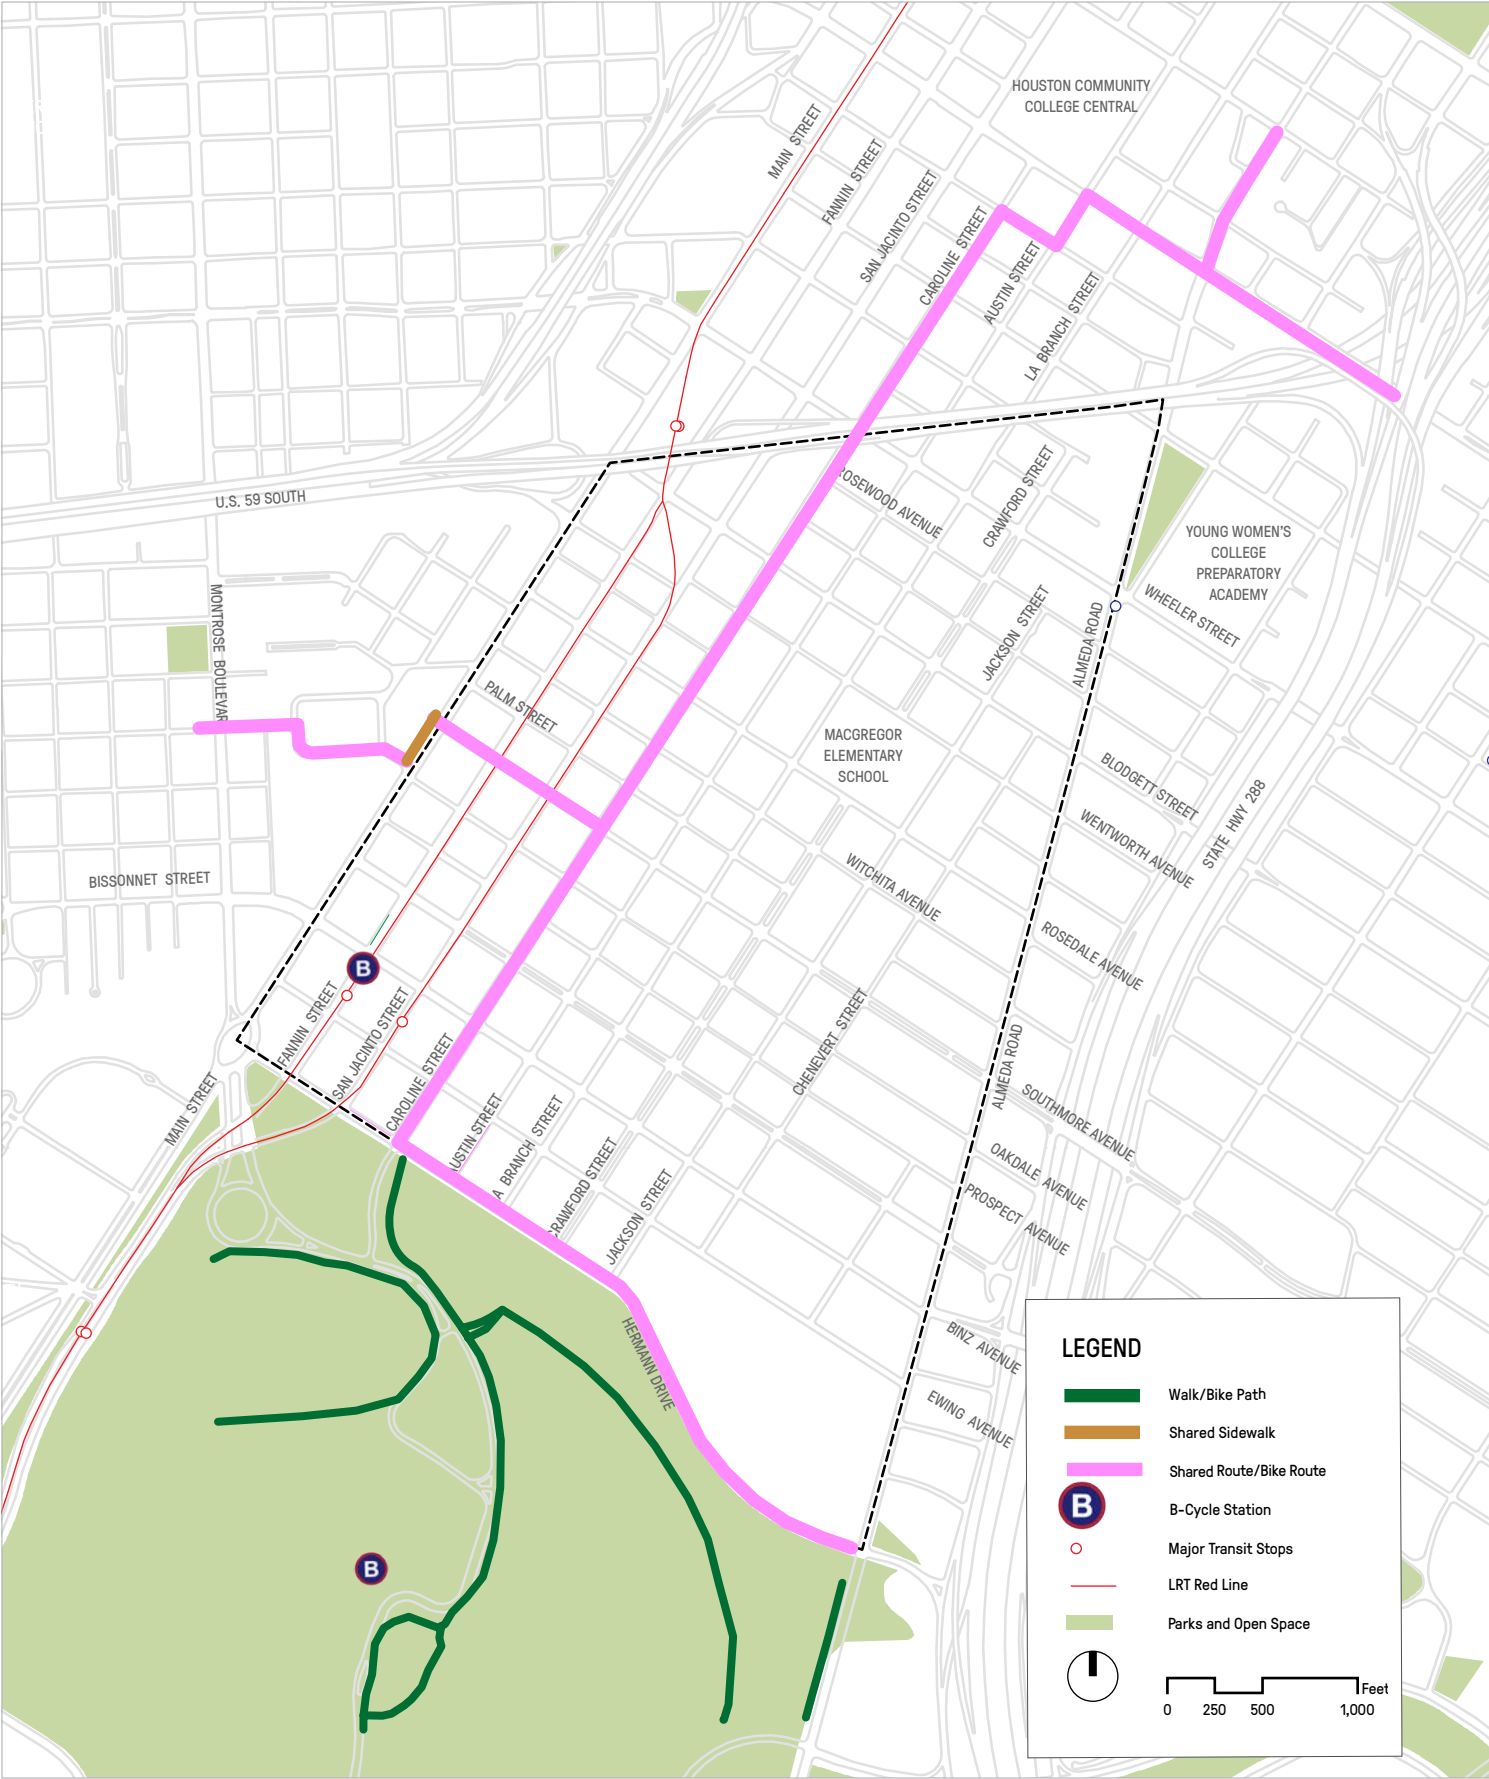 HOUSTON COMMUNITY
COLLEGE CENTRAL
MAIN STREET
FANNIN STREET
SAN JACINTO STREET
CAROLINE STREET
AUSTIN STREET
LA BRANCH STREET
U.S. 59 SOUTH
ROSEWOOD AVENUE
CRAWFORD STREET
YOUNG WOMEN'S
COLLEGE
PREPARATORY
ACADEMY
WHEELER STREET
MONTROSE BOULEVAR
JACKSON STREET
ALMEDA ROAD
PALM STREET
MACGREGOR
ELEMENTARY
SCHOOL
BLODGETT STREET
STATE HWY 288
WENTWORTH AVENUE
BISSONNET STREET
WITCHITA AVENUE
ROSEDALE AVENUE
B
FANNIN STREET
SAN JACINTO STREET
CAROLINE STREET
CHENEVERT STREET
ALMEDA ROAD
MAIN STREET
AUSTIN STREET
A BRANCH STREET
CRAWFORD STREET
JACKSON STREET
SOUTHMORE AVENUE
OAKDALE AVENUE
PROSPECT AVENUE
HERMANN DRIVE
BINZ AVENUE
EWING AVENUE
B
LEGEND
Walk/Bike Path
Shared Sidewalk
Shared Route/Bike Route
B
B-Cycle Station
Major Transit Stops
LRT Red Line
Parks and Open Space
Feet
0 250 500 1,000